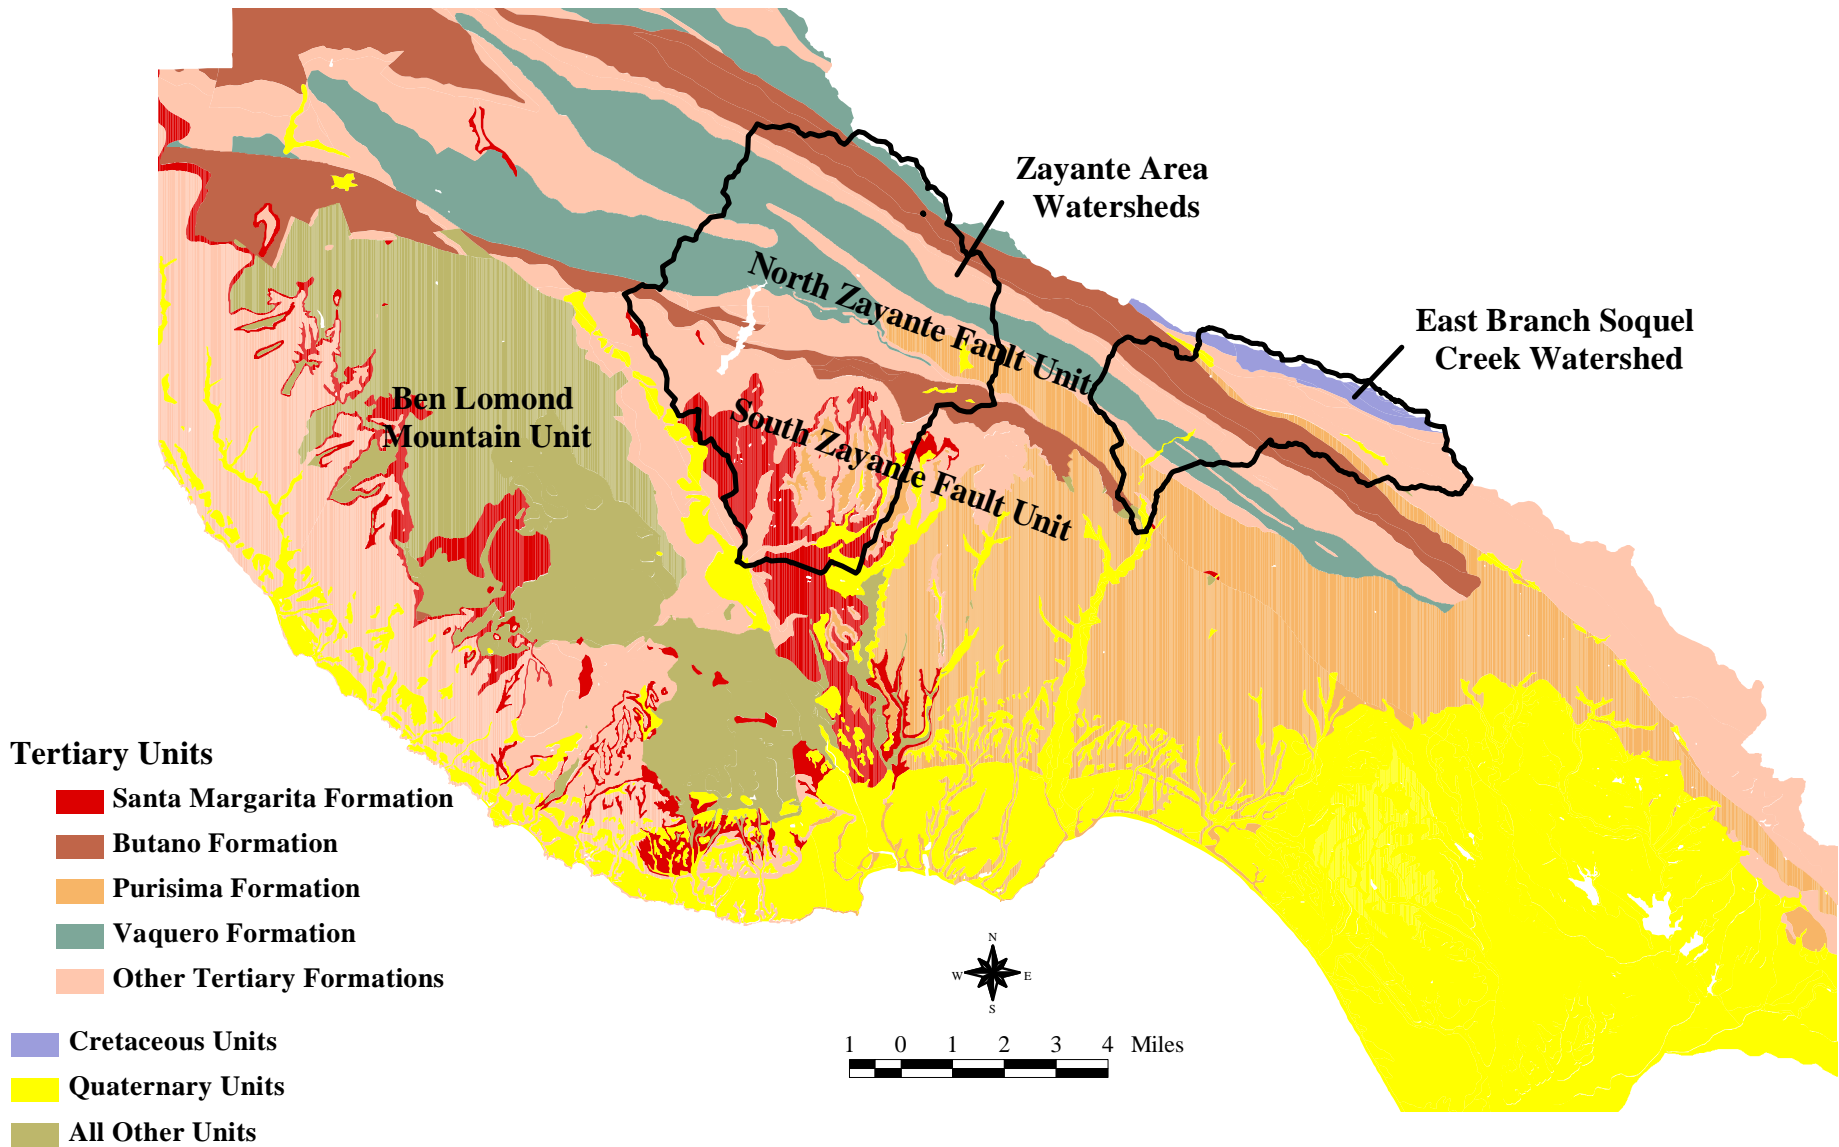 Zayante Area
Watersheds
North Zayante Fault Unit
East Branch Soquel
Creek Watershed
Ben Lomond
Mountain Unit
South Zayante Fault Unit
Tertiary Units
Santa Margarita Formation
Butano Formation
Purisima Formation
Vaquero Formation
Other Tertiary Formations
Cretaceous Units
Quaternary Units
All Other Units
N
W E
S
1 0 1 2 3 4 Miles